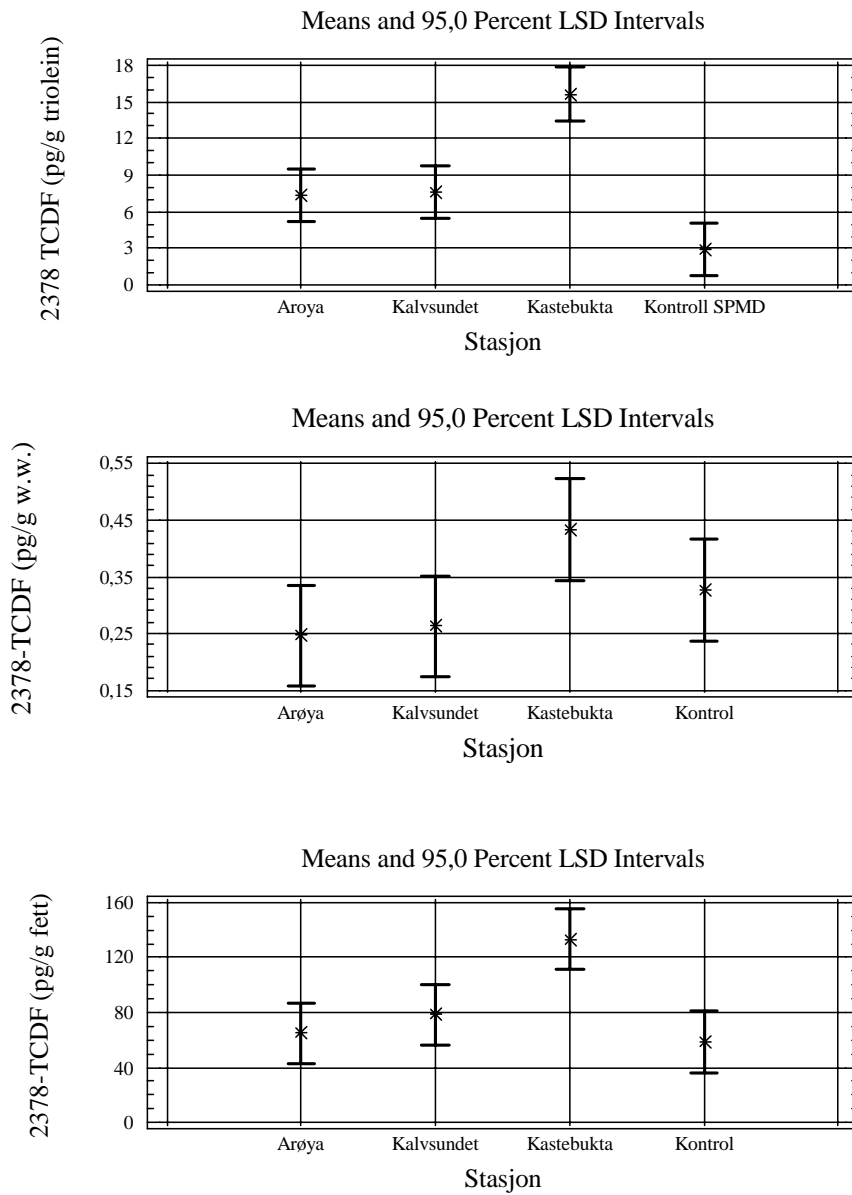 Means and 95,0 Percent LSD Intervals
2378 TCDF (pg/g triolein)
18
15
12
9
6
3
0
Aroya Kalvsundet Kastebukta Kontroll SPMD
Stasjon
Means and 95,0 Percent LSD Intervals
2378-TCDF (pg/g w.w.)
0,55
0,45
0,35
0,25
0,15
Arøya Kalvsundet Kastebukta Kontrol
Stasjon
Means and 95,0 Percent LSD Intervals
2378-TCDF (pg/g fett)
160
120
80
40
0
Arøya Kalvsundet Kastebukta Kontrol
Stasjon